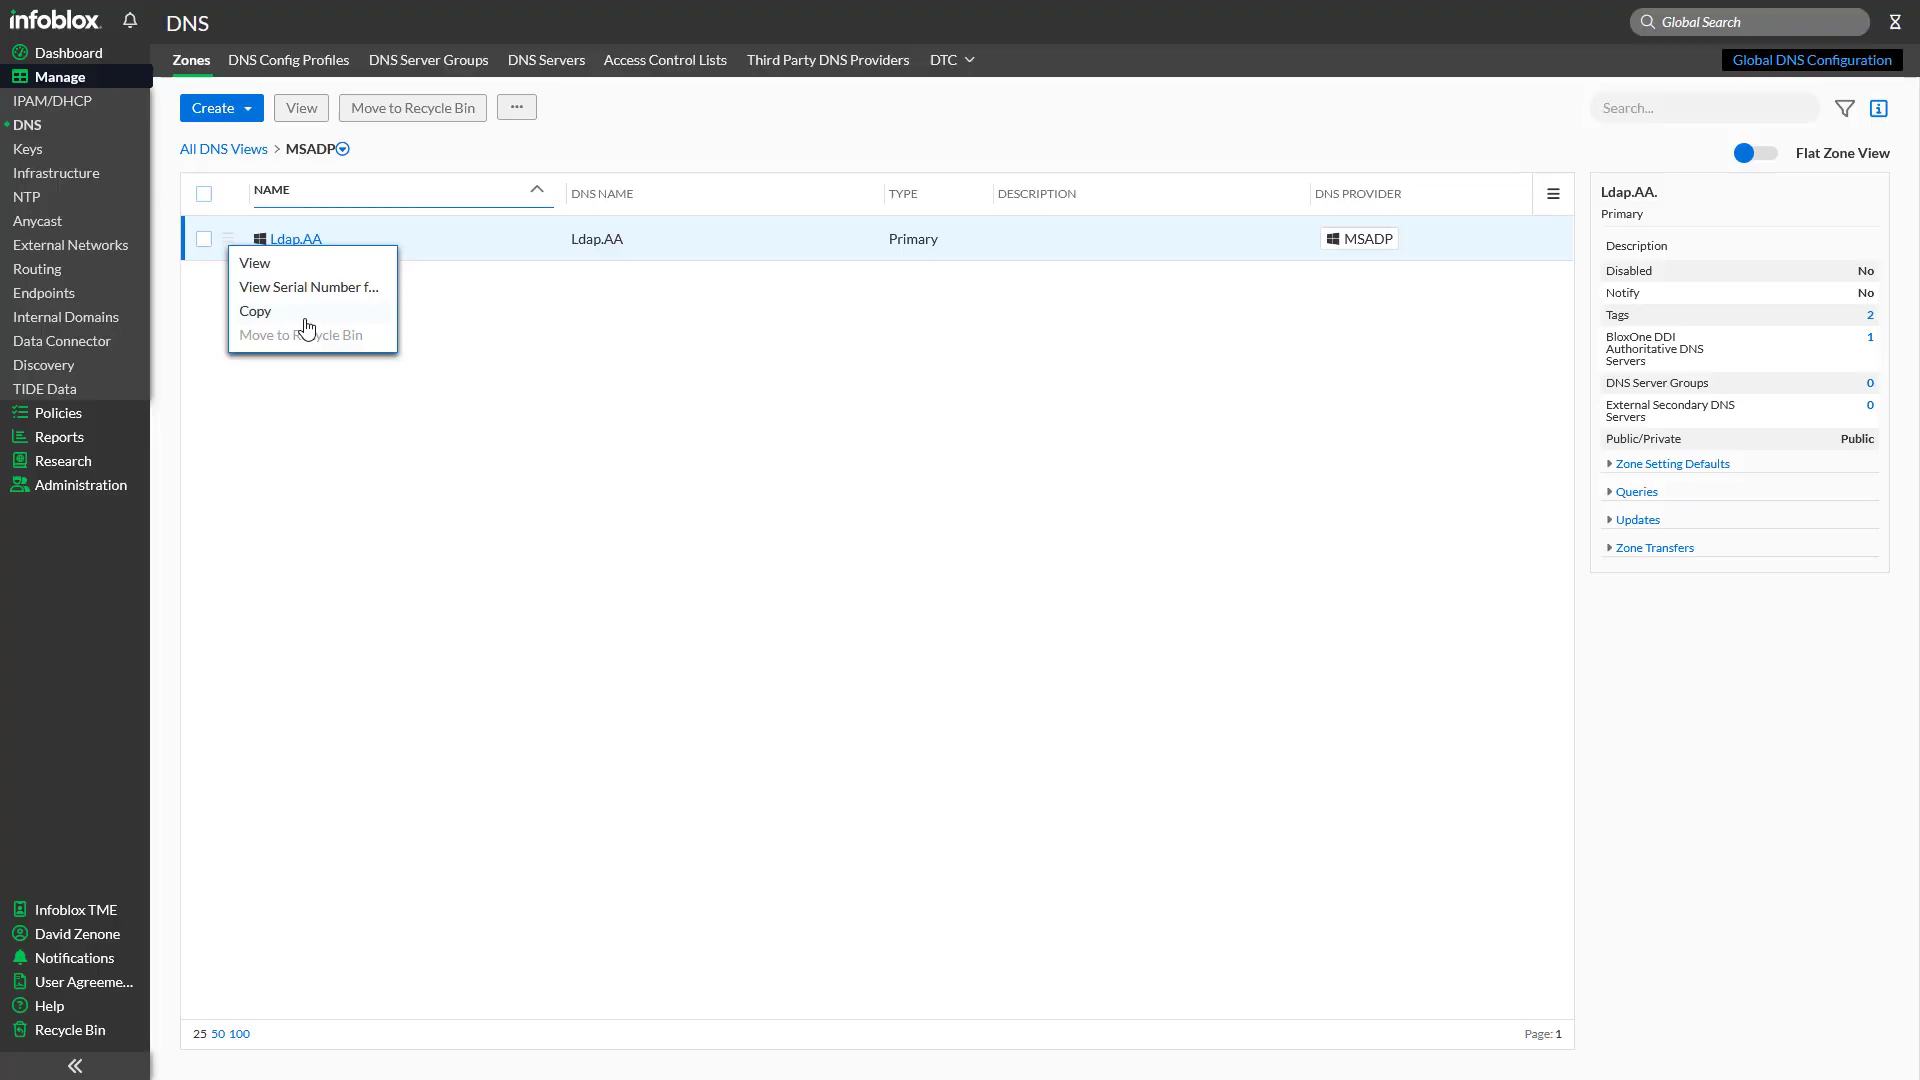 infoblox
DNS
Global Search
Dashboard
Manage
IPAM/DHCP
DNS
Keys
Infrastructure
NTP
Anycast
External Networks
Routing
Endpoints
Internal Domains
Data Connector
Discovery
TIDE Data
Policies
Reports
Research
Administration
Infoblox TME
David Zenone
Notifications
User Agreeme...
Help
Recycle Bin
Zones
DNS Config Profiles
DNS Server Groups
DNS Servers
Access Control Lists
Third Party DNS Providers
DTC
Global DNS Configuration
Create
View
Move to Recycle Bin
...
Search...
All DNS Views > MSADP
Flat Zone View
NAME
DNS NAME
TYPE
DESCRIPTION
DNS PROVIDER
Ldap.AA
Ldap.AA
Primary
MSADP
View
View Serial Number f...
Copy
Move to Recycle Bin
25 50 100
Page: 1
Ldap.AA.
Primary
Description
Disabled No
Notify No
Tags 2
BloxOne DDI 1
Authoritative DNS
Servers
DNS Server Groups 0
External Secondary DNS 0
Servers
Public/Private Public
Zone Setting Defaults
Queries
Updates
Zone Transfers